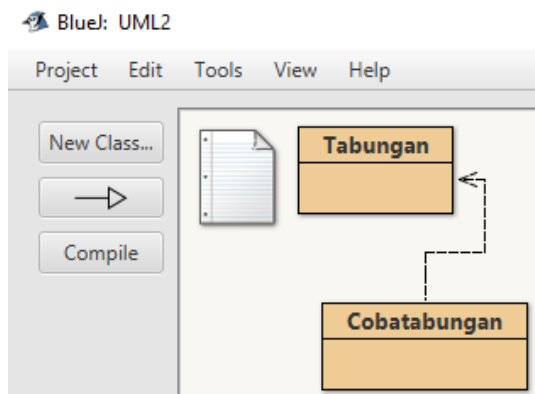 BlueJ: UML2
Project Edit Tools View Help
New Class...
Compile
Tabungan
Cobatabungan